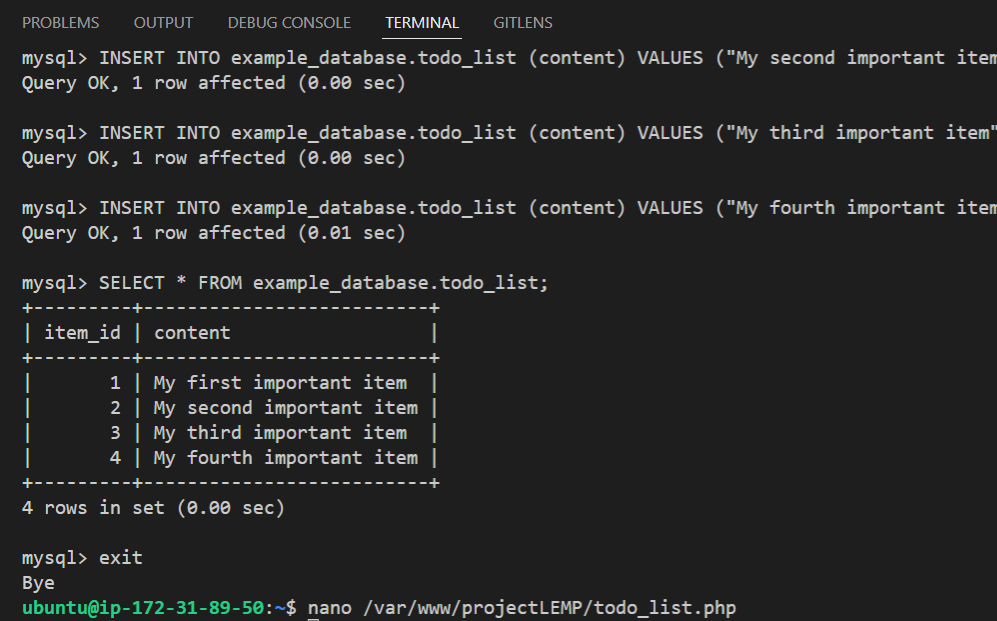 PROBLEMS OUTPUT DEBUG CONSOLE TERMINAL GITLENS
mysql> INSERT INTO example_database.todo_list (content) VALUES ("My second important item
Query OK, 1 row affected (0.00 sec)
mysql> INSERT INTO example_database.todo_list (content) VALUES ("My third important item"
Query OK, 1 row affected (0.00 sec)
mysql> INSERT INTO example_database.todo_list (content) VALUES ("My fourth important item
Query OK, 1 row affected (0.01 sec)
mysql> SELECT * FROM example_database.todo_list;
+---------+--------------------------+
| item_id | content                  |
+---------+--------------------------+
|       1 | My first important item  |
|       2 | My second important item |
|       3 | My third important item  |
|       4 | My fourth important item |
+---------+--------------------------+
4 rows in set (0.00 sec)
mysql> exit
Bye
ubuntu@ip-172-31-89-50:~$ nano /var/www/projectLEMP/todo_list.php